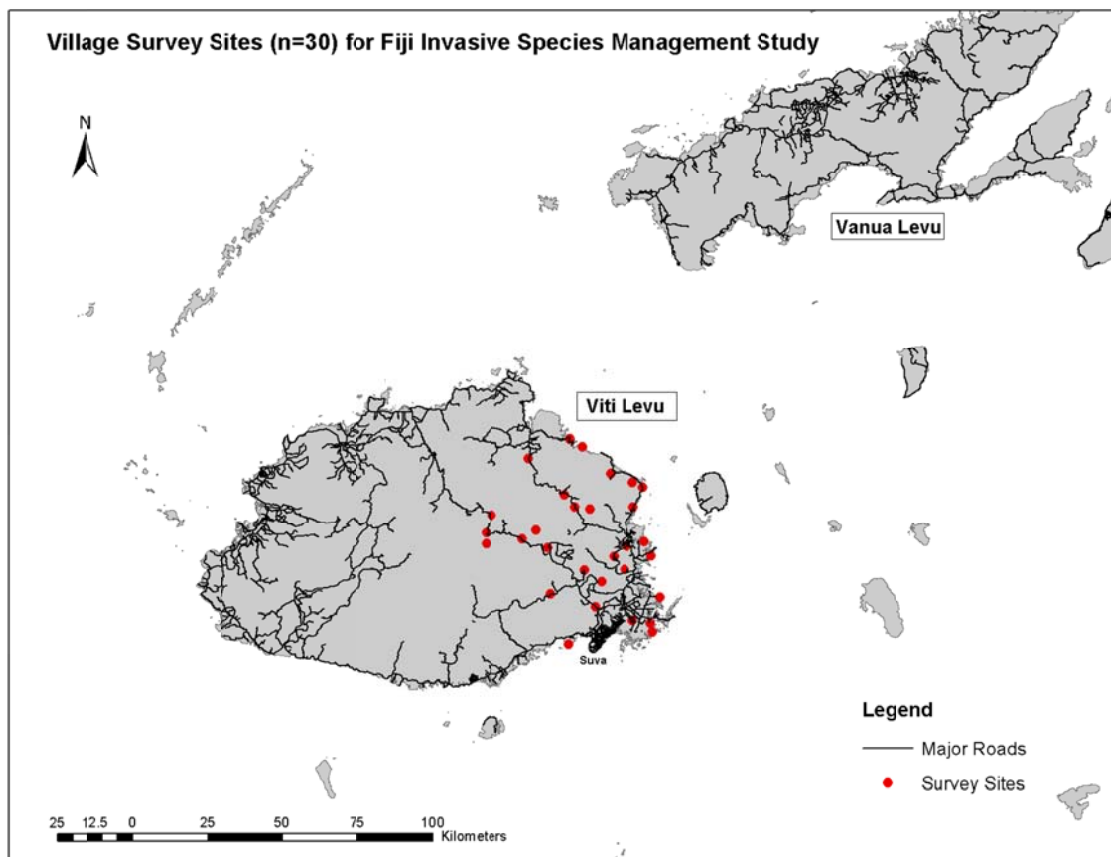 Village Survey Sites (n=30) for Fiji Invasive Species Management Study
N
Vanua Levu
Viti Levu
Suva
Legend
Major Roads
Survey Sites
25 12.5 0 25 50 75 100
Kilometers